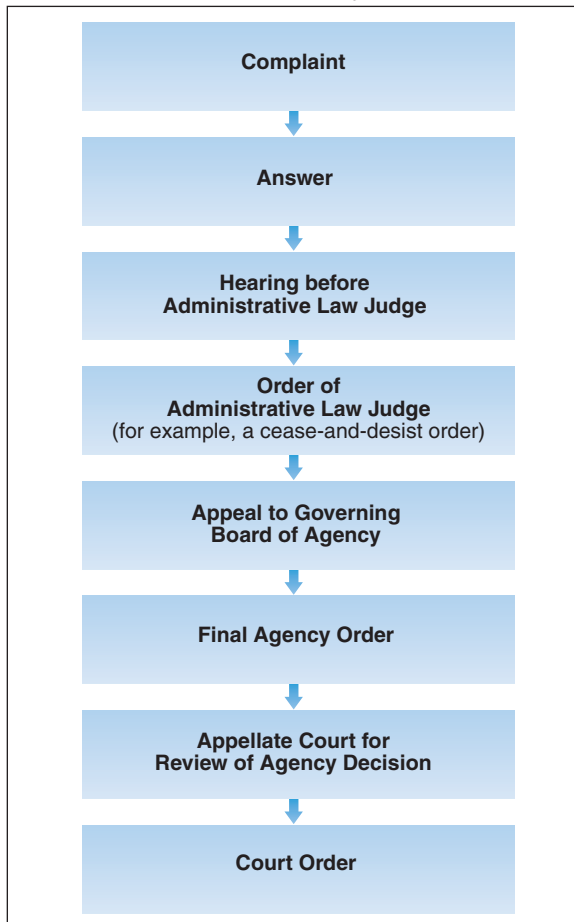 Complaint
Answer
Hearing before
Administrative Law Judge
Order of
Administrative Law Judge
(for example, a cease-and-desist order)
Appeal to Governing
Board of Agency
Final Agency Order
Appellate Court for
Review of Agency Decision
Court Order